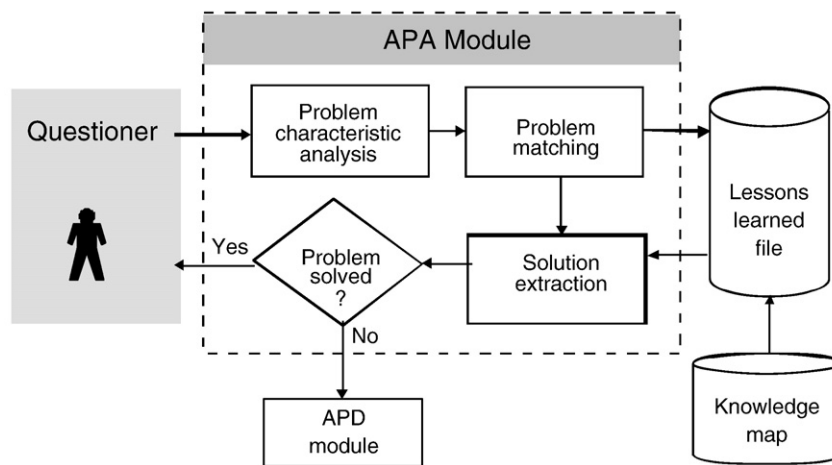 APA Module
Questioner
Problem
characteristic
analysis
Problem
matching
Lessons
learned
file
Yes
Problem
solved
?
Solution
extraction
No
APD
module
Knowledge
map